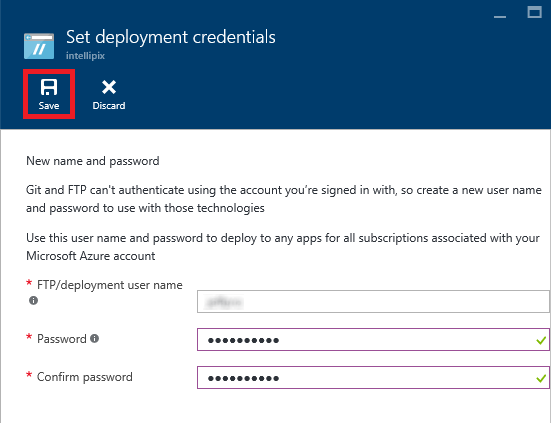 Set deployment credentials
intellipix
Save
Discard
New name and password
Git and FTP can't authenticate using the account you're signed in with, so create a new user name
and password to use with those technologies
Use this user name and password to deploy to any apps for all subscriptions associated with your
Microsoft Azure account
* FTP/deployment user name
* Password
●●●●●●●●●●
* Confirm password
●●●●●●●●●●